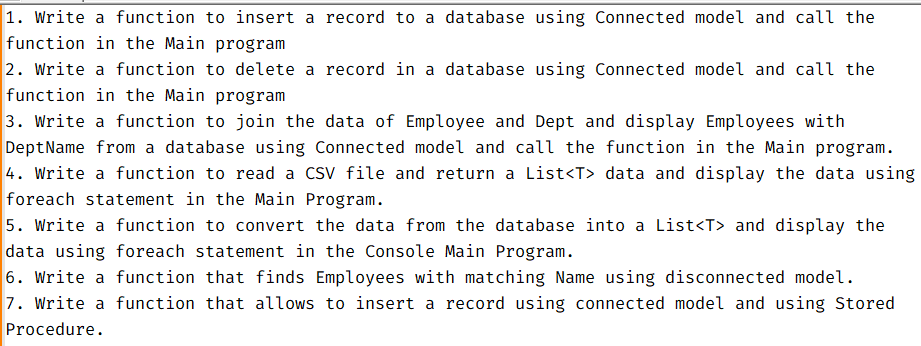 1. Write a function to insert a record to a database using Connected model and call the
function in the Main program
2. Write a function to delete a record in a database using Connected model and call the
function in the Main program
3. Write a function to join the data of Employee and Dept and display Employees with
DeptName from a database using Connected model and call the function in the Main program.
4. Write a function to read a CSV file and return a List<T> data and display the data using
foreach statement in the Main Program.
5. Write a function to convert the data from the database into a List<T> and display the
data using foreach statement in the Console Main Program.
6. Write a function that finds Employees with matching Name using disconnected model.
7. Write a function that allows to insert a record using connected model and using Stored
Procedure.